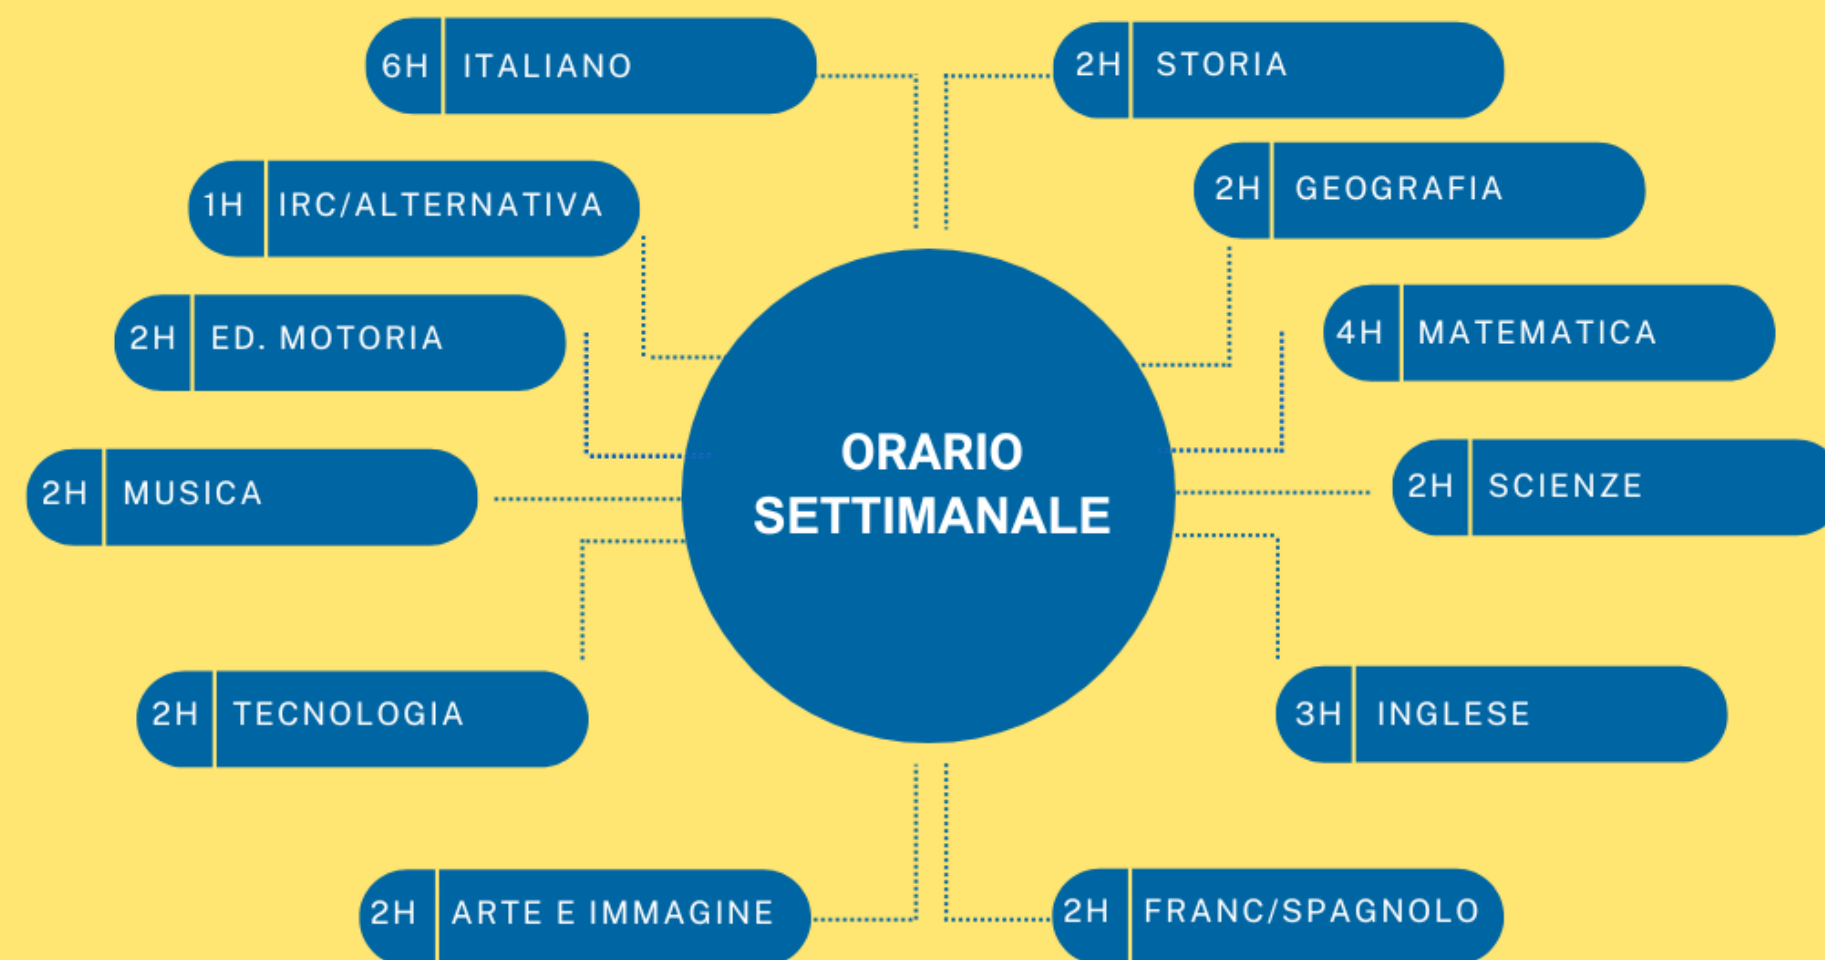 6H ITALIANO
2H STORIA
1H IRC/ALTERNATIVA
2H GEOGRAFIA
2H ED. MOTORIA
4H MATEMATICA
ORARIO
SETTIMANALE
2H MUSICA
2H SCIENZE
2H TECNOLOGIA
3H INGLESE
2H ARTE E IMMAGINE
2H FRANC/SPAGNOLO